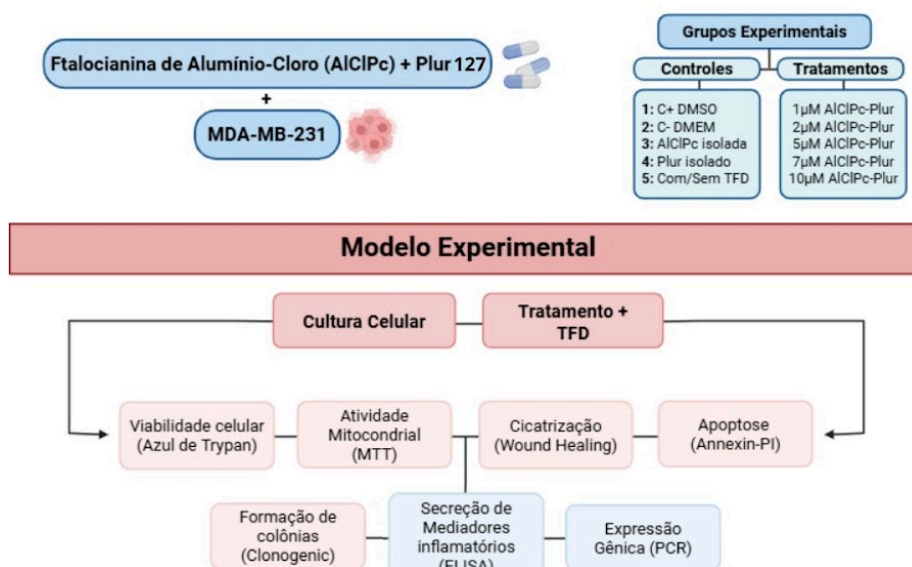 Ftalocianina de Alumínio-Cloro (AlClPc) + Plur 127
+
MDA-MB-231
Grupos Experimentais
Controles
1: C+ DMSO
2: C- DMEM
3: AlClPc isolada
4: Plur isolado
5: Com/Sem TFD
Tratamentos
1µM AlClPc-Plur
2µM AlClPc-Plur
5µM AlClPc-Plur
7µM AlClPc-Plur
10µM AlClPc-Plur
Modelo Experimental
Cultura Celular
Tratamento +
TFD
Viabilidade celular
(Azul de Trypan)
Atividade
Mitocondrial
(MTT)
Cicatrização
(Wound Healing)
Apoptose
(Annexin-PI)
Formação de
colônias
(Clonogenic)
Secreção de
Mediadores
inflamatórios
(ELISA)
Expressão
Gênica (PCR)